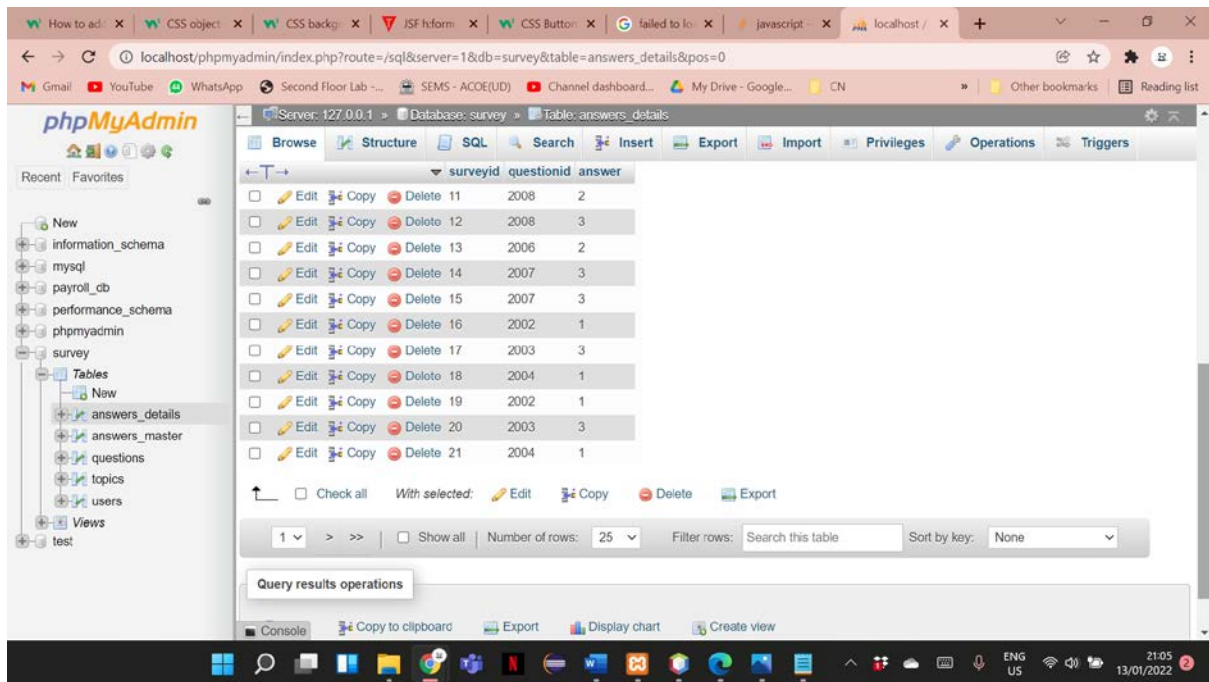 How to ad
CSS object
CSS backg
JSF h:form
CSS Button
failed to lo
javascript -
localhost /
localhost/phpmyadmin/index.php?route=/sql&server=1&db=survey&table=answers_details&pos=0
Gmail YouTube WhatsApp Second Floor Lab -... SEMS - ACOE(UD) Channel dashboard... My Drive - Google... CN » Other bookmarks Reading list
phpMyAdmin
Recent Favorites
New
information_schema
mysql
payroll_db
performance_schema
phpmyadmin
survey
Tables
New
answers_details
answers_master
questions
topics
users
Views
test
Server: 127.0.0.1 » Database: survey » Table: answers_details
Browse Structure SQL Search Insert Export Import Privileges Operations Triggers
surveyid questionid answer
Edit Copy Delete 11 2008 2
Edit Copy Delete 12 2008 3
Edit Copy Delete 13 2006 2
Edit Copy Delete 14 2007 3
Edit Copy Delete 15 2007 3
Edit Copy Delete 16 2002 1
Edit Copy Delete 17 2003 3
Edit Copy Delete 18 2004 1
Edit Copy Delete 19 2002 1
Edit Copy Delete 20 2003 3
Edit Copy Delete 21 2004 1
Check all With selected: Edit Copy Delete Export
1 > >> | Show all | Number of rows: 25 Filter rows: Search this table Sort by key: None
Query results operations
Console Copy to clipboard Export Display chart Create view
ENG
US
21:05
13/01/2022
2